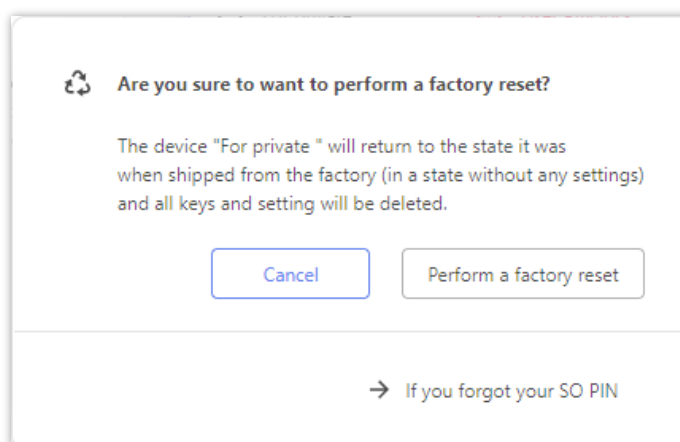 Are you sure to want to perform a factory reset?
The device "For private " will return to the state it was
when shipped from the factory (in a state without any settings)
and all keys and setting will be deleted.
Cancel
Perform a factory reset
If you forgot your SO PIN